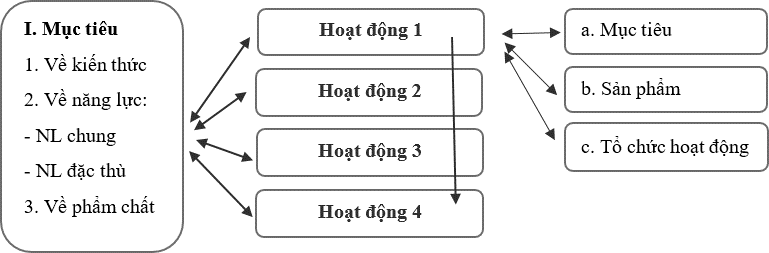 I. Mục tiêu
1. Về kiến thức
2. Về năng lực:
- NL chung
- NL đặc thù
3. Về phẩm chất
Hoạt động 1
Hoạt động 2
Hoạt động 3
Hoạt động 4
a. Mục tiêu
b. Sản phẩm
c. Tổ chức hoạt động